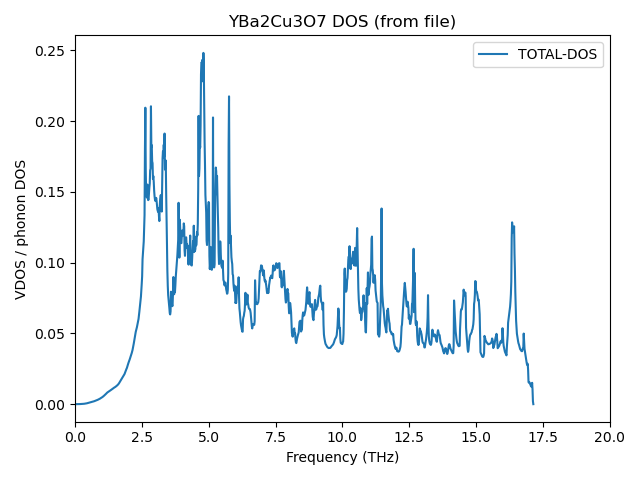 YBa2Cu3O7 DOS (from file)
TOTAL-DOS
VDOS / phonon DOS
0.25
0.20
0.15
0.10
0.05
0.00
0.0 2.5 5.0 7.5 10.0 12.5 15.0 17.5 20.0
Frequency (THz)